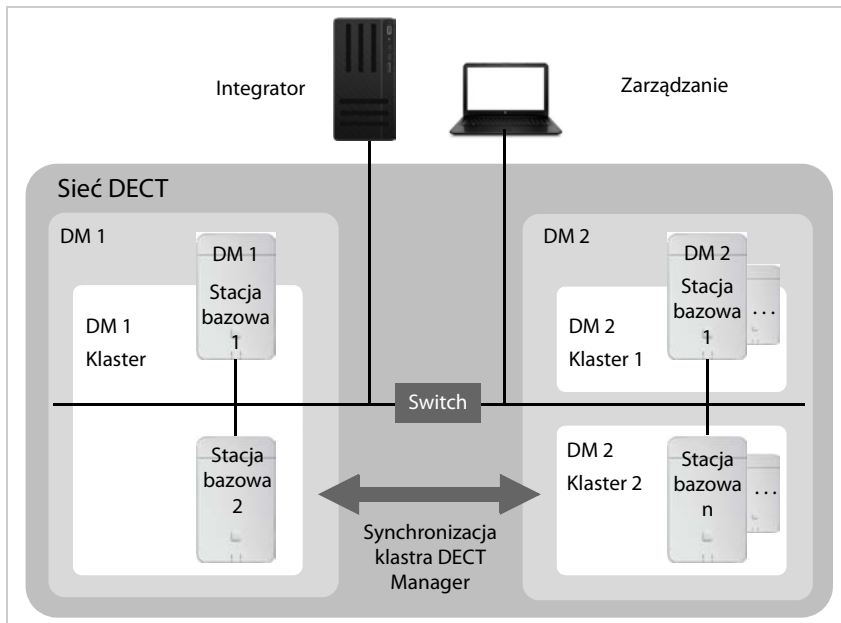 Integrator
Zarządzanie
Sieć DECT
DM 1
DM 1
Stacja
bazowa
1
DM 1
Klaster
Stacja
bazowa
2
Switch
Synchronizacja
klastra DECT
Manager
DM 2
DM 2
Stacja
bazowa
1
...
DM 2
Klaster 1
DM 2
Klaster 2
Stacja
bazowa
n
...